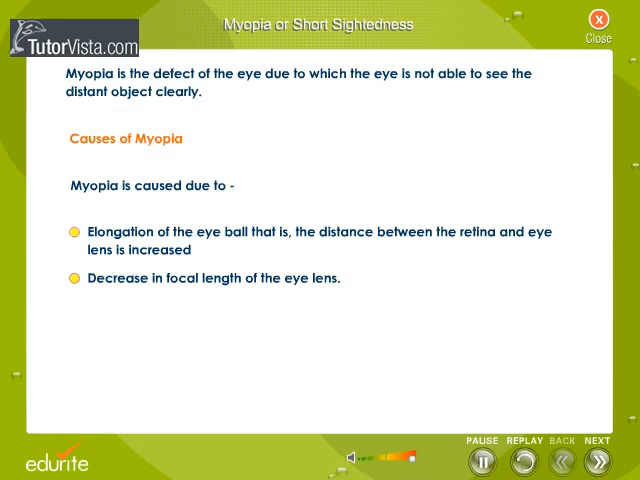 Myopia or Short Sightedness
Close
TutorVista.com
Myopia is the defect of the eye due to which the eye is not able to see the
distant object clearly.
Causes of Myopia
Myopia is caused due to -
Elongation of the eye ball that is, the distance between the retina and eye
lens is increased
Decrease in focal length of the eye lens.
PAUSE REPLAY BACK NEXT
edurite